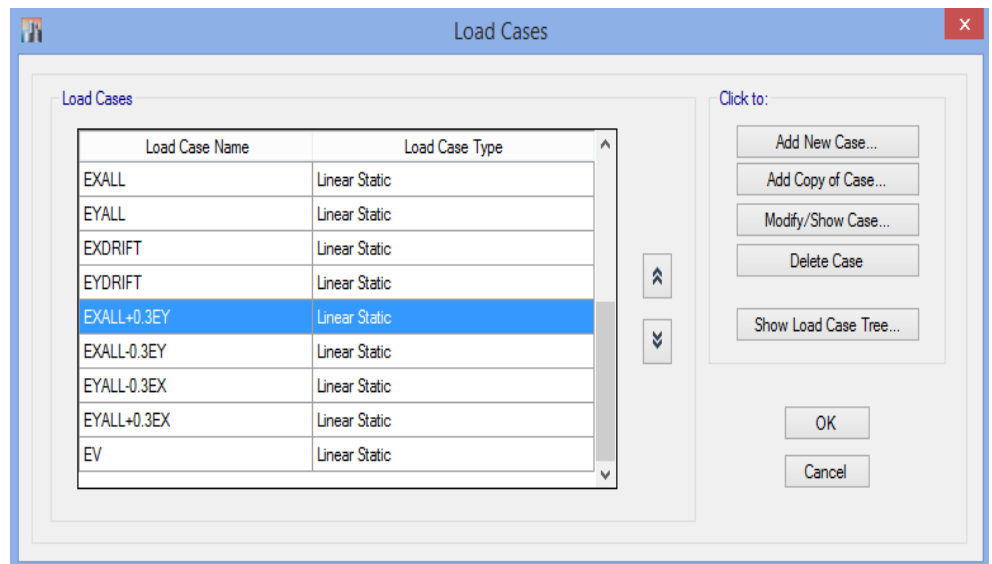 Load Cases
X
Load Cases
Load Case Name Load Case Type
EXALL Linear Static
EYALL Linear Static
EXDRIFT Linear Static
EYDRIFT Linear Static
EXALL+0.3EY Linear Static
EXALL-0.3EY Linear Static
EYALL-0.3EX Linear Static
EYALL+0.3EX Linear Static
EV Linear Static
Click to:
Add New Case...
Add Copy of Case...
Modify/Show Case...
Delete Case
Show Load Case Tree...
OK
Cancel